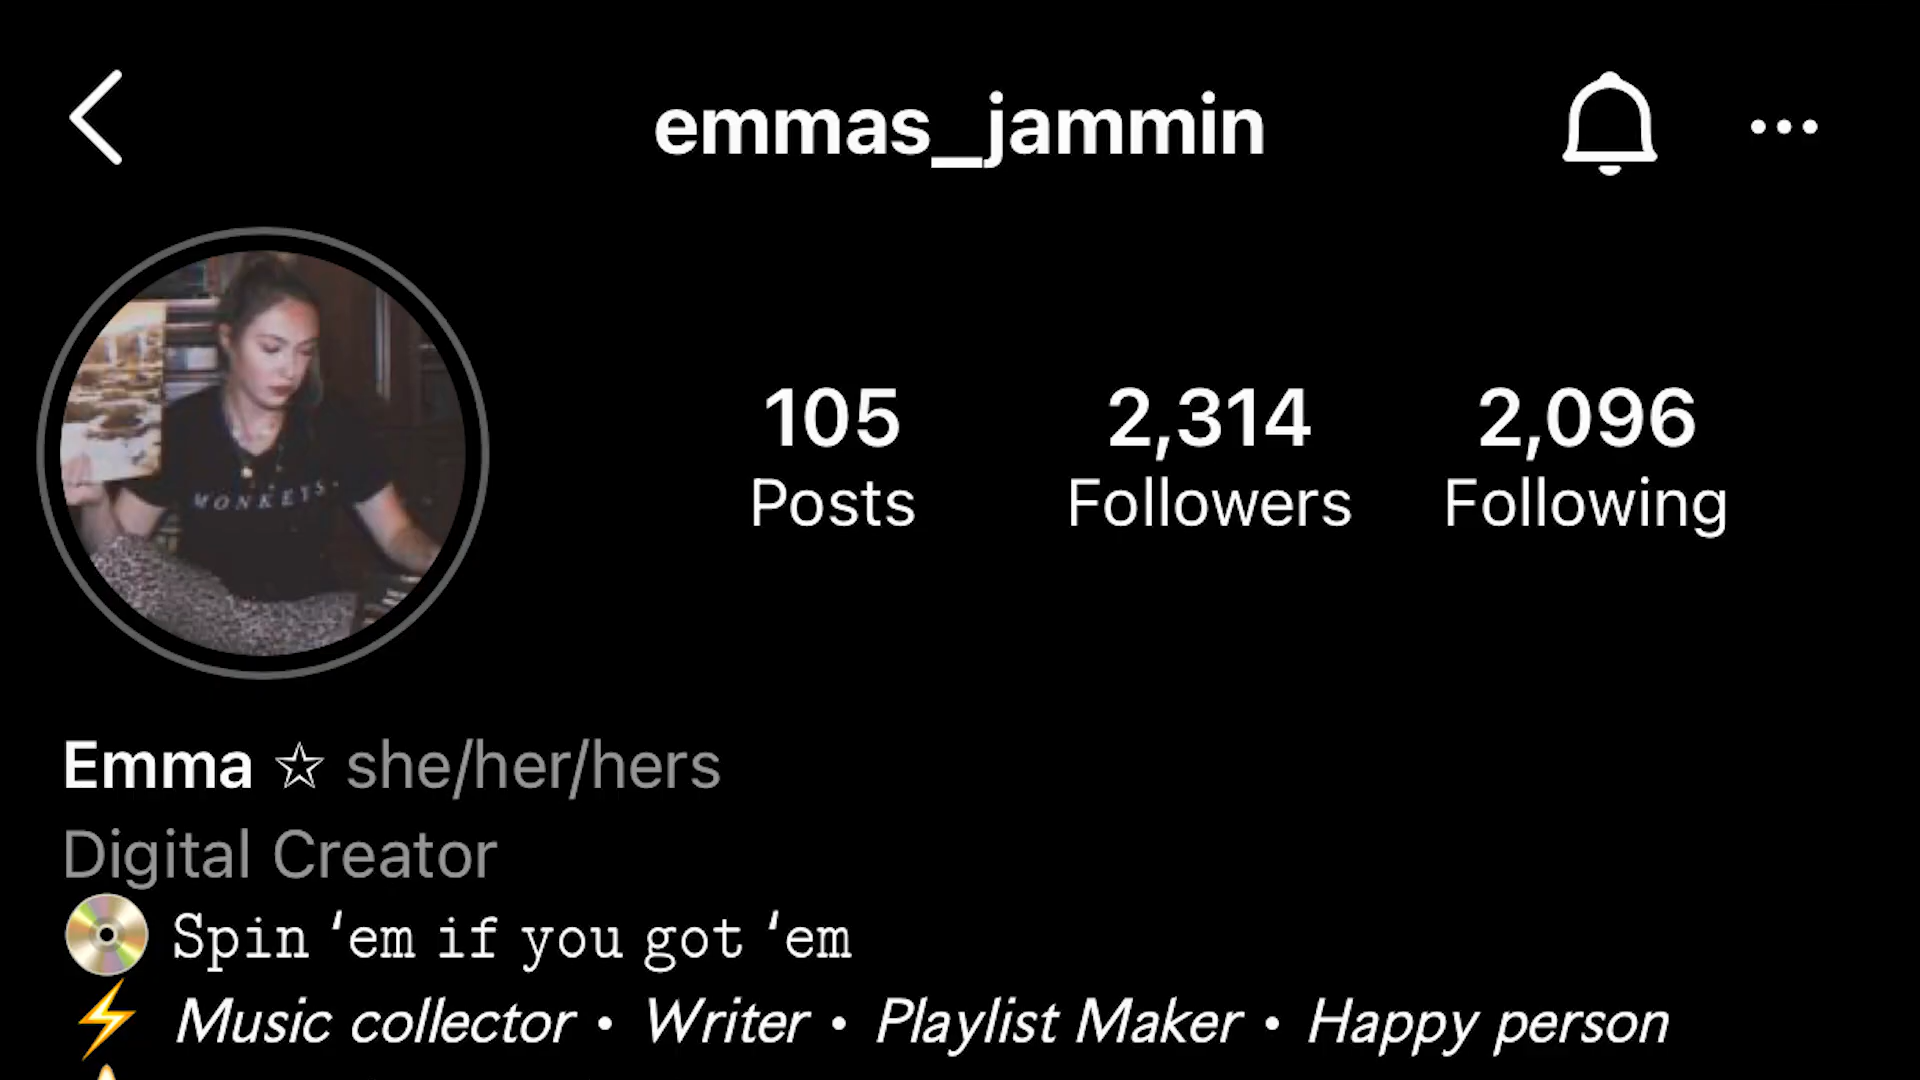 emmas_jammin
105 2,314 2,096
Posts Followers Following
MONKEYS
Emma ☆ she/her/hers
Digital Creator
Spin ‘em if you got ‘em
Music collector • Writer • Playlist Maker • Happy person